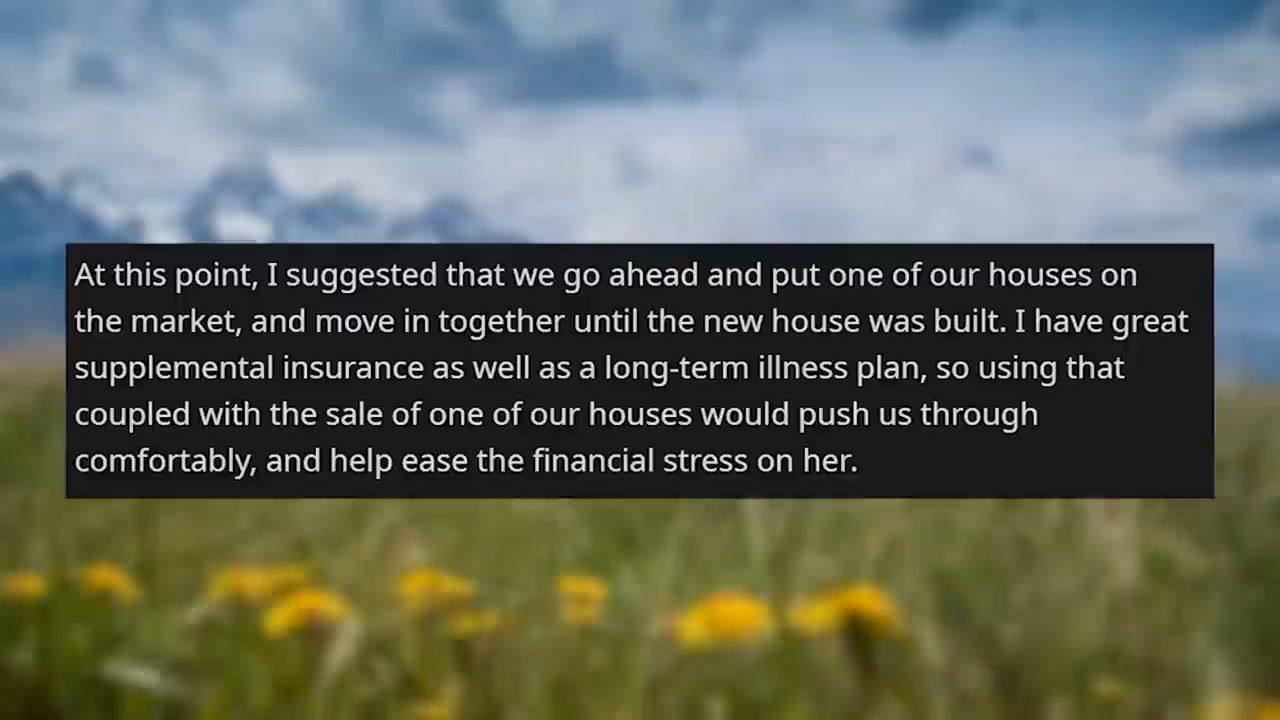 At this point, I suggested that we go ahead and put one of our houses on
the market, and move in together until the new house was built. I have great
supplemental insurance as well as a long-term illness plan, so using that
coupled with the sale of one of our houses would push us through
comfortably, and help ease the financial stress on her.